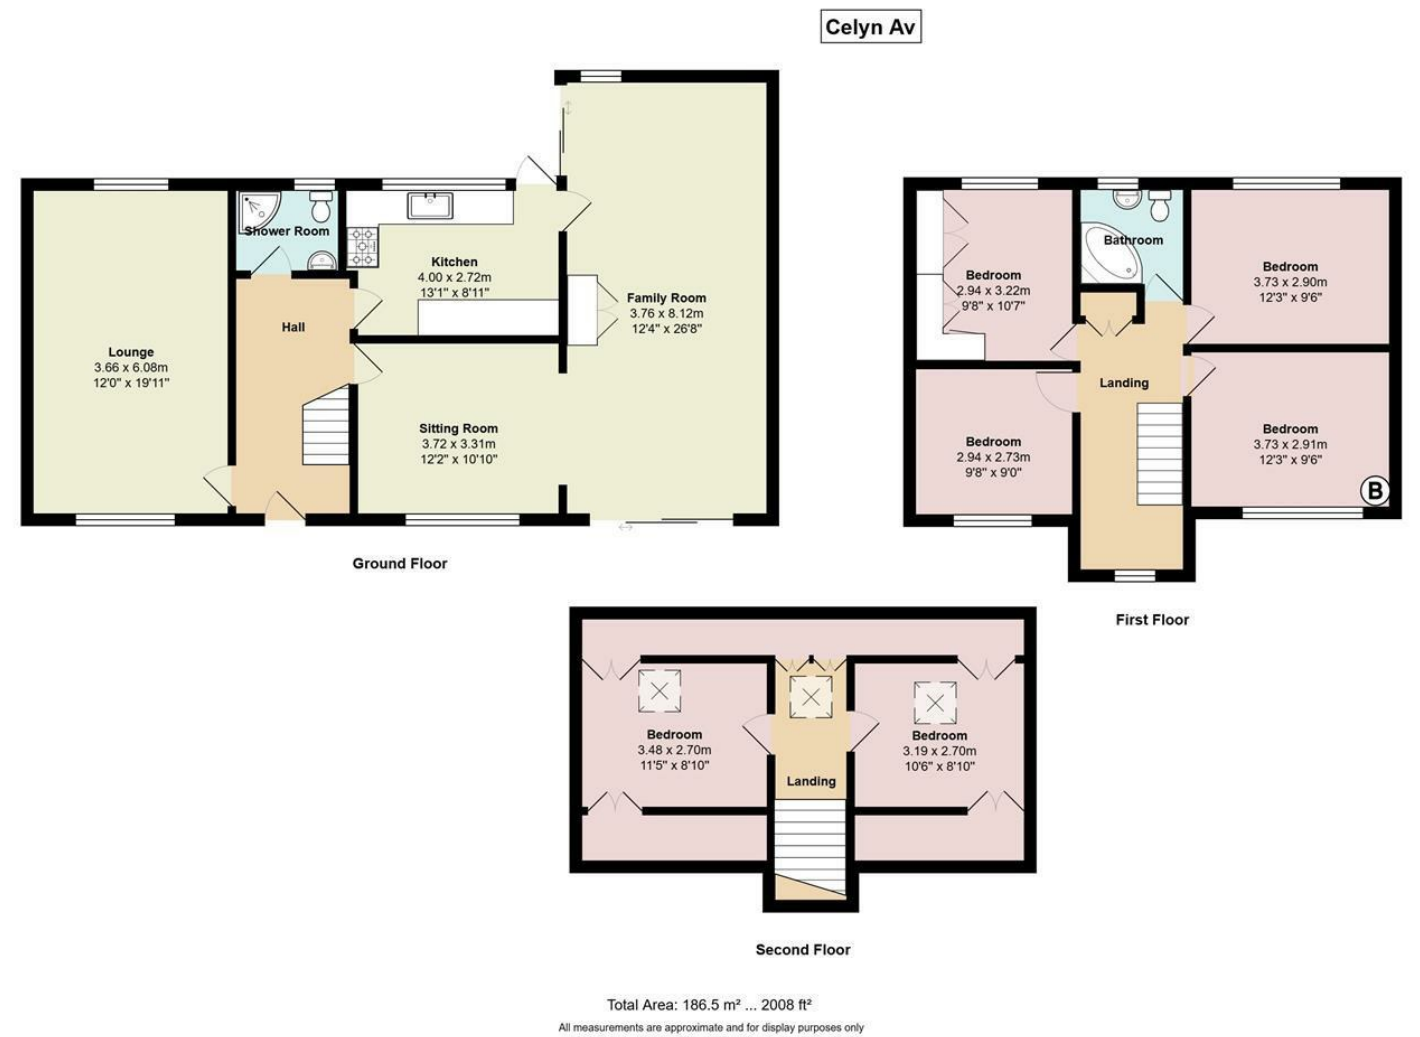 Celyn Av
Shower Room
Kitchen
4.00 x 2.72m
13'1" x 8'11"
Hall
Family Room
3.76 x 8.12m
12'4" x 26'8"
Lounge
3.66 x 6.08m
12'0" x 19'11"
Sitting Room
3.72 x 3.31m
12'2" x 10'10"
Ground Floor
Bathroom
Bedroom
2.94 x 3.22m
9'8" x 10'7"
Bedroom
3.73 x 2.90m
12'3" x 9'6"
Landing
Bedroom
2.94 x 2.73m
9'8" x 9'0"
Bedroom
3.73 x 2.91m
12'3" x 9'6"
B
First Floor
Bedroom
3.48 x 2.70m
11'5" x 8'10"
Bedroom
3.19 x 2.70m
10'6" x 8'10"
Landing
Second Floor
Total Area: 186.5 m² ... 2008 ft²
All measurements are approximate and for display purposes only